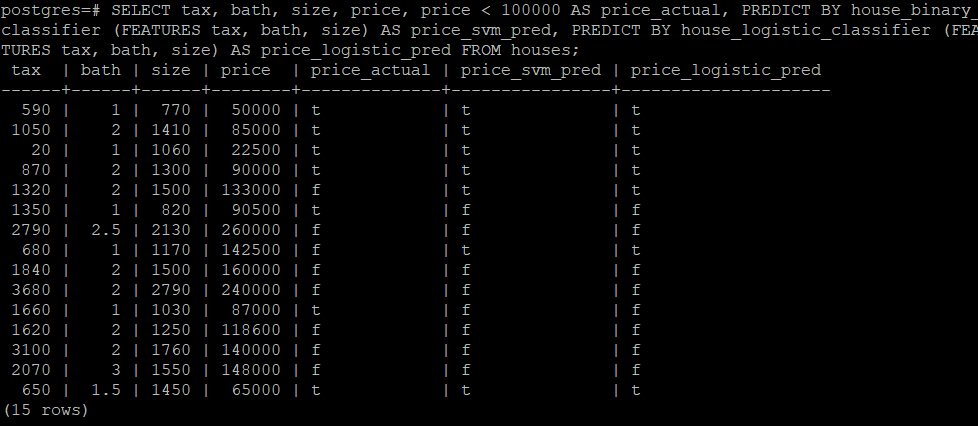 postgres=# SELECT tax, bath, size, price, price < 100000 AS price_actual, PREDICT BY house_binary_
classifier (FEATURES tax, bath, size) AS price_svm_pred, PREDICT BY house_logistic_classifier (FEA
TURES tax, bath, size) AS price_logistic_pred FROM houses;
 tax  | bath | size | price  | price_actual | price_svm_pred | price_logistic_pred
------+------+------+--------+--------------+----------------+---------------------
  590 |    1 |  770 |  50000 | t            | t              | t
 1050 |    2 | 1410 |  85000 | t            | t              | t
   20 |    1 | 1060 |  22500 | t            | t              | t
  870 |    2 | 1300 |  90000 | t            | t              | t
 1320 |    2 | 1500 | 133000 | f            | t              | t
 1350 |    1 |  820 |  90500 | t            | f              | f
 2790 |  2.5 | 2130 | 260000 | f            | f              | f
  680 |    1 | 1170 | 142500 | f            | t              | t
 1840 |    2 | 1500 | 160000 | f            | f              | f
 3680 |    2 | 2790 | 240000 | f            | f              | f
 1660 |    1 | 1030 |  87000 | t            | f              | f
 1620 |    2 | 1250 | 118600 | f            | f              | f
 3100 |    2 | 1760 | 140000 | f            | f              | f
 2070 |    3 | 1550 | 148000 | f            | f              | f
  650 |  1.5 | 1450 |  65000 | t            | t              | t
(15 rows)